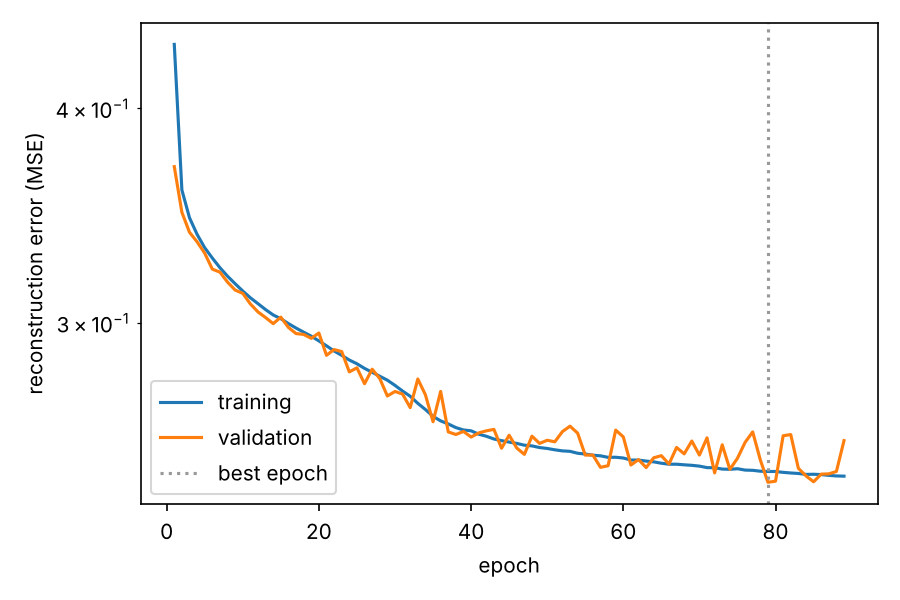 4 × 10⁻¹
3 × 10⁻¹
reconstruction error (MSE)
training
validation
best epoch
0 20 40 60 80
epoch